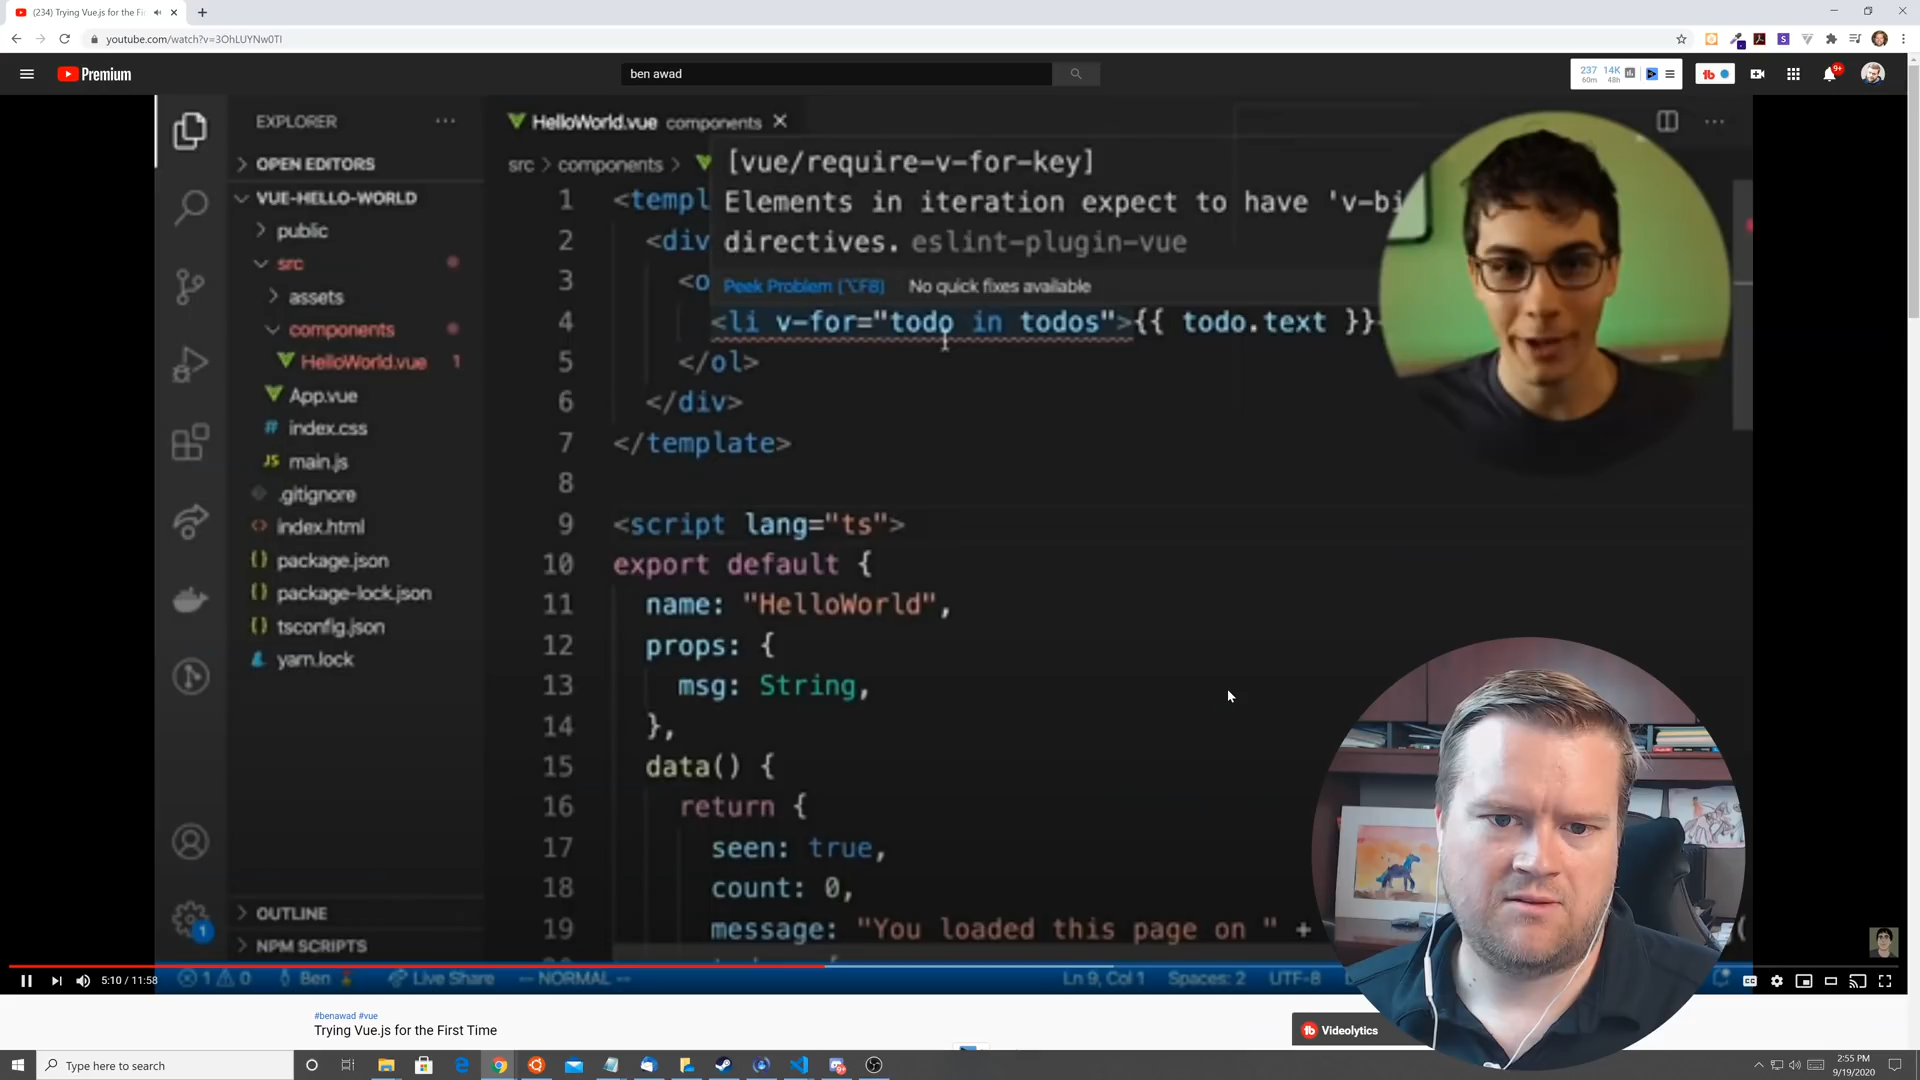 (234) Trying Vue.js for the Fi
youtube.com/watch?v=3OhLUYNw0TI
Premium
ben awad
237 14K
60m 48h
9+
EXPLORER
HelloWorld.vue components
OPEN EDITORS
src > components >
[vue/require-v-for-key]
VUE-HELLO-WORLD
1 <templ
Elements in iteration expect to have 'v-bi
public
2 <div
directives. eslint-plugin-vue
src
3 <o
Peek Problem (⌥F8) No quick fixes available
assets
components
4 <li v-for="todo in todos">{{ todo.text }}
HelloWorld.vue 1
5 </ol>
App.vue
6 </div>
index.css
7 </template>
main.js
8
.gitignore
9 <script lang="ts">
index.html
10 export default {
package.json
11 name: "HelloWorld",
package-lock.json
12 props: {
tsconfig.json
13 msg: String,
yarn.lock
14 },
15 data() {
16 return {
17 seen: true,
18 count: 0,
OUTLINE
19 message: "You loaded this page on " + (
NPM SCRIPTS
1
5:10 / 11:58
1 0 Ben Live Share -- NORMAL -- Ln 9, Col 1 Spaces: 2 UTF-8
#benawad #vue
Trying Vue.js for the First Time
Videolytics
Type here to search
2:55 PM
9/19/2020